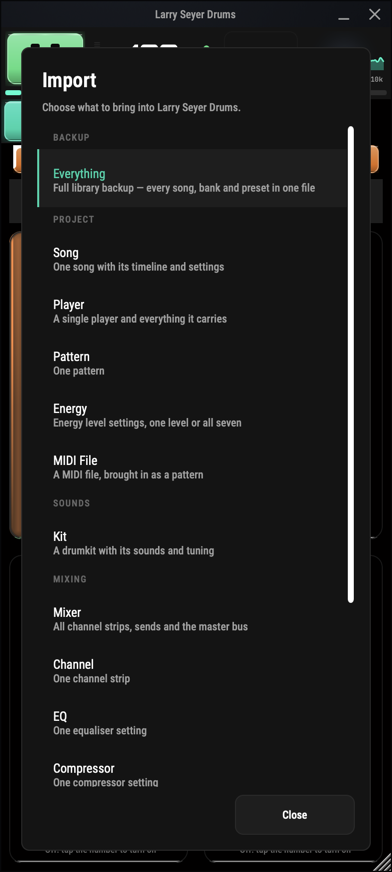 Larry Seyer Drums
10k
Import
Choose what to bring into Larry Seyer Drums.
BACKUP
Everything
Full library backup — every song, bank and preset in one file
PROJECT
Song
One song with its timeline and settings
Player
A single player and everything it carries
Pattern
One pattern
Energy
Energy level settings, one level or all seven
MIDI File
A MIDI file, brought in as a pattern
SOUNDS
Kit
A drumkit with its sounds and tuning
MIXING
Mixer
All channel strips, sends and the master bus
Channel
One channel strip
EQ
One equaliser setting
Compressor
One compressor setting
Close